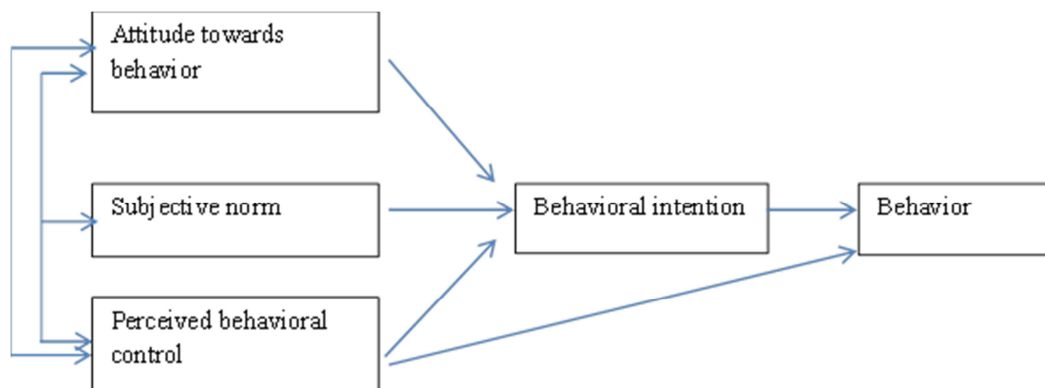 Attitude towards
behavior
Subjective norm
Behavioral intention
Behavior
Perceived behavioral
control